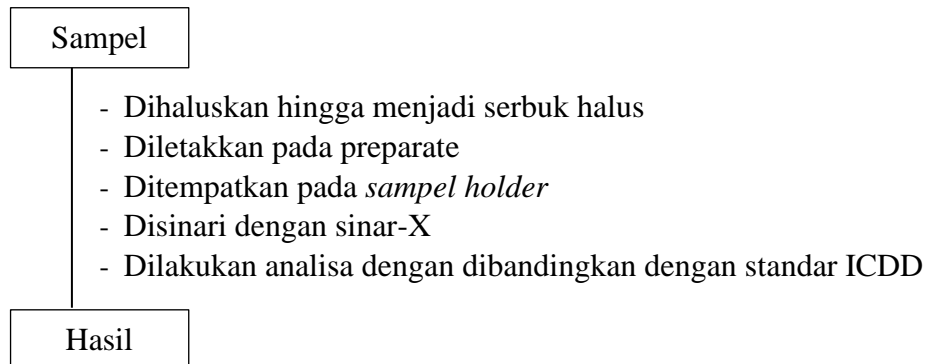 Sampel
- Dihaluskan hingga menjadi serbuk halus
- Diletakkan pada preparate
- Ditempatkan pada sampel holder
- Disinari dengan sinar-X
- Dilakukan analisa dengan dibandingkan dengan standar ICDD
Hasil